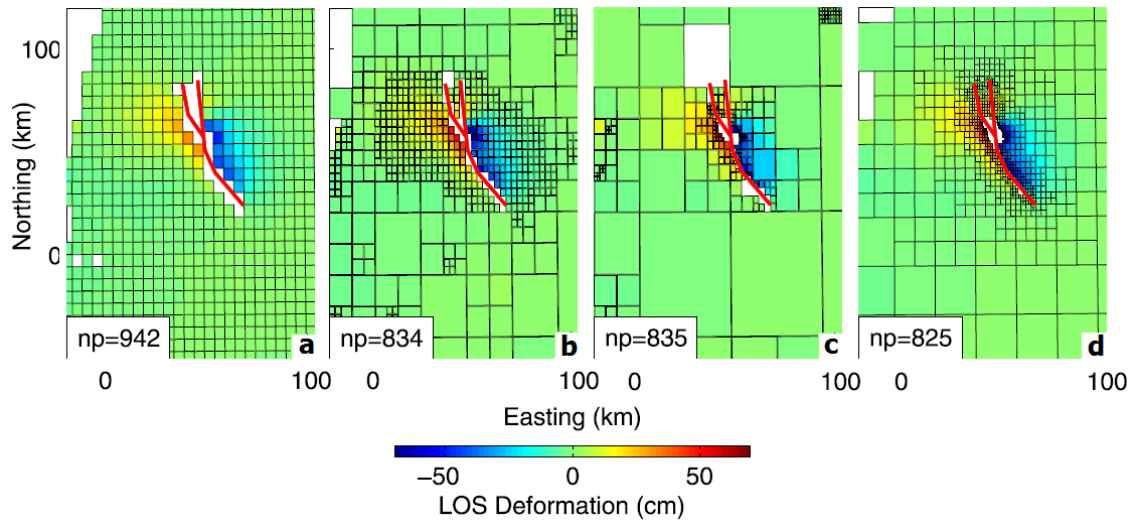 100
0
Northing (km)
np=942 a
np=834 b
np=835 c
np=825 d
0 100 0 100 0 100 0 100
Easting (km)
−50 0 50
LOS Deformation (cm)